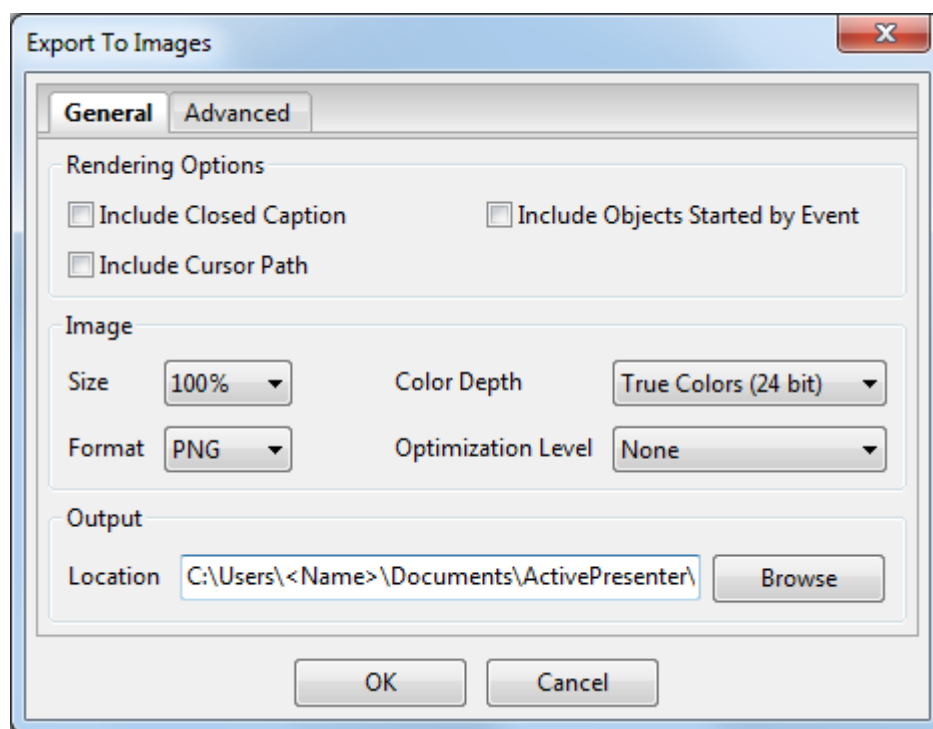 Export To Images
General Advanced
Rendering Options
Include Closed Caption Include Objects Started by Event
Include Cursor Path
Image
Size 100% Color Depth True Colors (24 bit)
Format PNG Optimization Level None
Output
Location C:\Users\<Name>\Documents\ActivePresenter\ Browse
OK Cancel